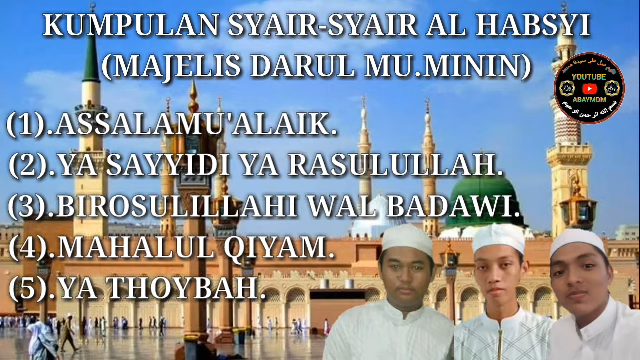 KUMPULAN SYAIR-SYAIR AL HABSYI
(MAJELIS DARUL MU.MININ)
YOUTUBE
ABAYMOM
(1).ASSALAMU'ALAIK.
(2).YA SAYYIDI YA RASULULLAH.
(3).BIROSULILLAHI WAL BADAWI.
(4).MAHALUL QIYAM.
(5).YA THOYBAH.